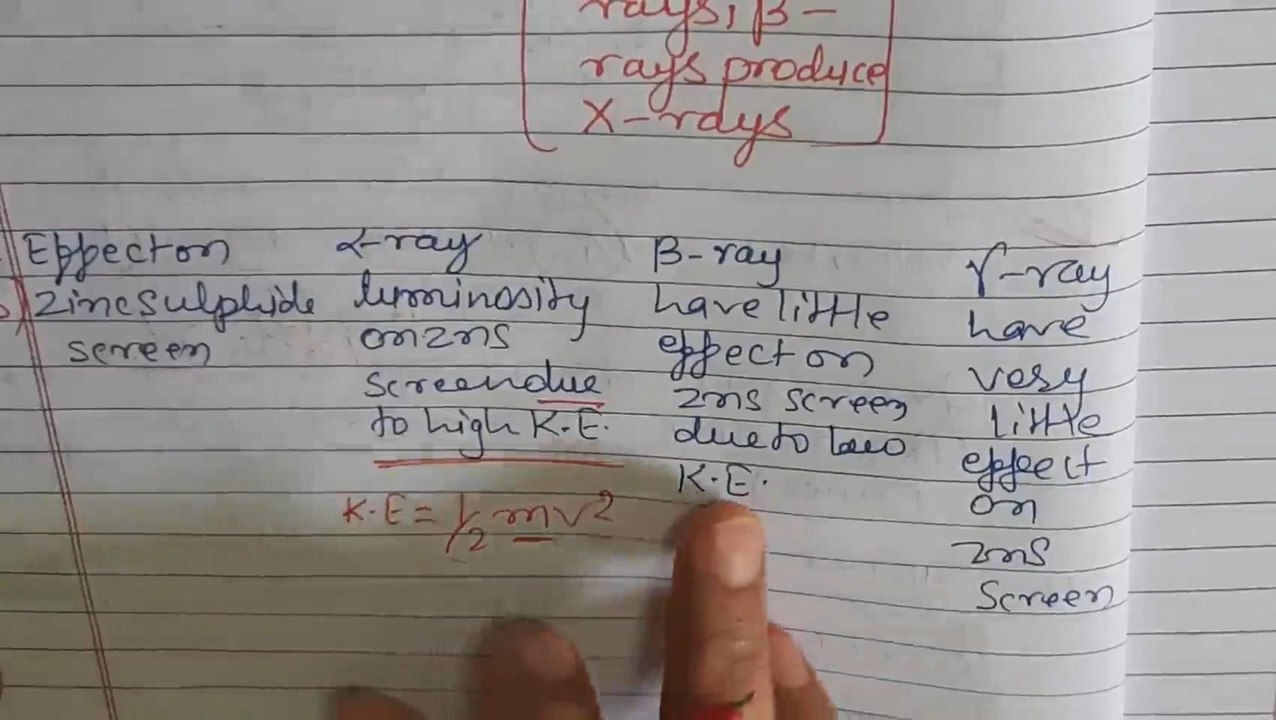 rays, β-
rays produce
X-rays
Effect on
Zinc sulphide
screen
α-ray
luminosity
on zns
screen due
to high K.E.
K.E = 1/2 mv2
β-ray
have little
effect on
zns screen
due to low
K.E.
γ-ray
have
very
little
effect
on
zns
Screen